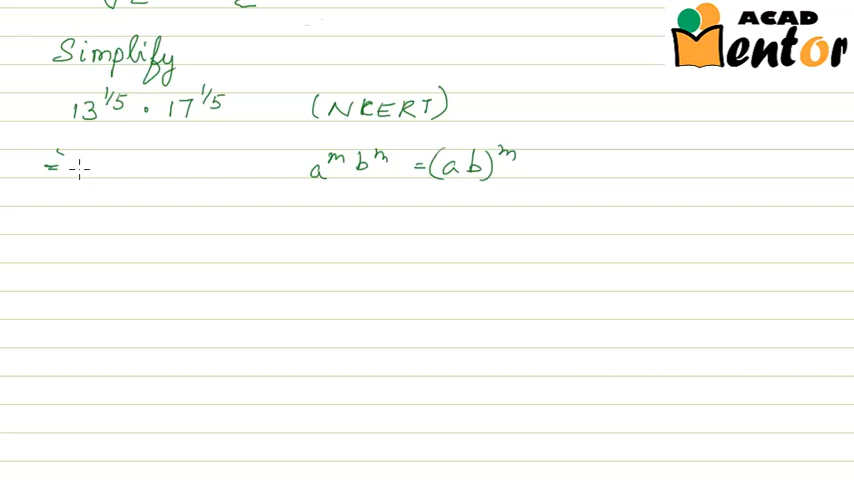 ACAD
Mentor
Simplify
13^1/5 · 17^1/5 (NCERT)
= a^m b^m = (ab)^m